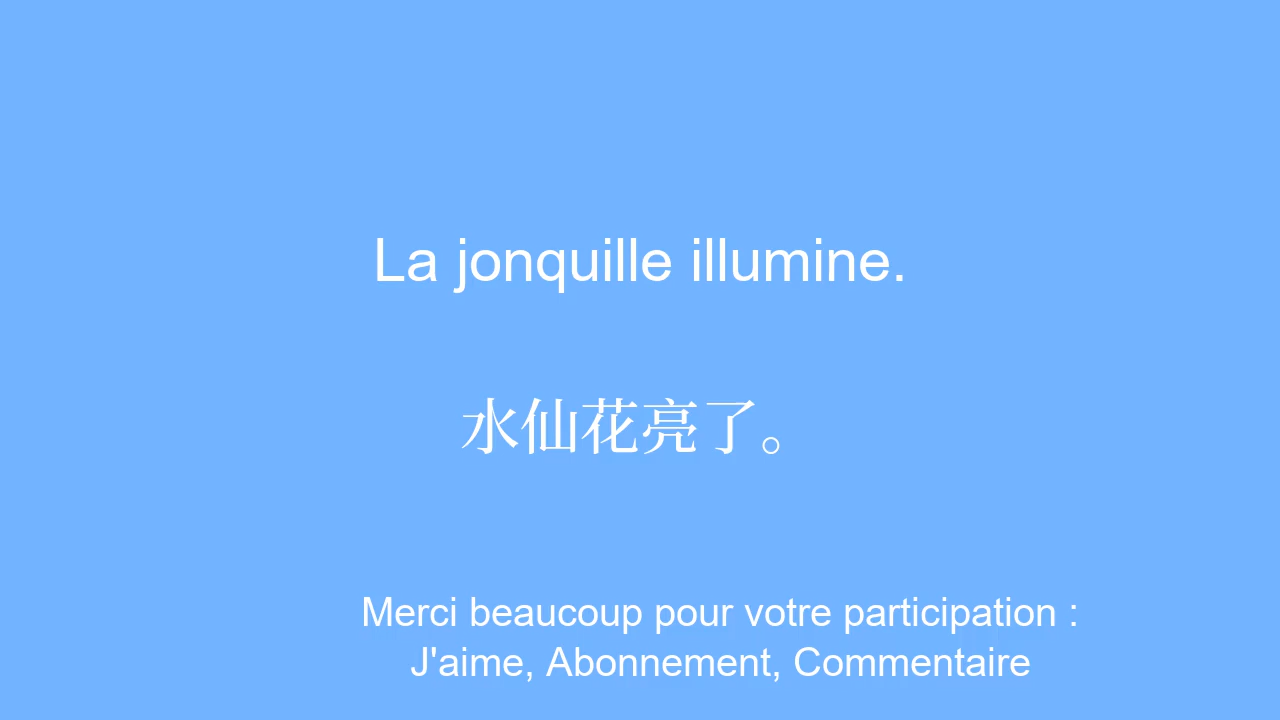 La jonquille illumine.
水仙花亮了。
Merci beaucoup pour votre participation :
J'aime, Abonnement, Commentaire